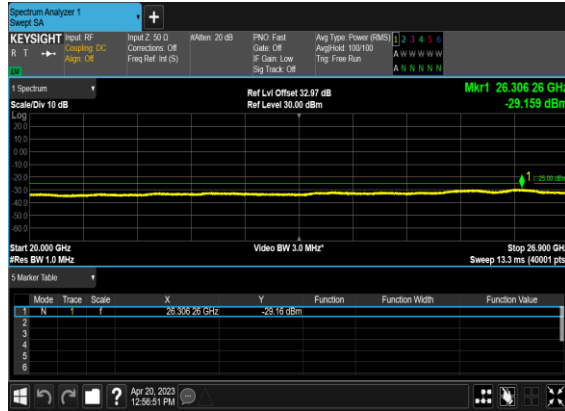 Spectrum Analyzer 1
Swept SA
+
KEYSIGHT
R T
LW
Input: RF
Coupling: DC
Align: Off
Input Z: 50 Ω
Corrections: Off
Freq Ref: Int (S)
#Atten: 20 dB
PNO: Fast
Gate: Off
IF Gain: Low
Sig Track: Off
Avg Type: Power (RMS)
Avg|Hold: 100/100
Trig: Free Run
1 2 3 4 5 6
A W W W W W
A N N N N N
1 Spectrum
Scale/Div 10 dB
Ref Lvl Offset 32.97 dB
Ref Level 30.00 dBm
Mkr1 26.306 26 GHz
-29.159 dBm
Log
20.0
10.0
0.00
-10.0
-20.0
-30.0
-40.0
-50.0
-60.0
1
-25.00 dBm
Start 20.000 GHz
#Res BW 1.0 MHz
Video BW 3.0 MHz*
Stop 26.900 GHz
Sweep 13.3 ms (40001 pts)
5 Marker Table
Mode Trace Scale X Y Function Function Width Function Value
1 N 1 f 26.306 26 GHz -29.16 dBm
2
3
4
5
6
?
Apr 20, 2023
12:56:51 PM